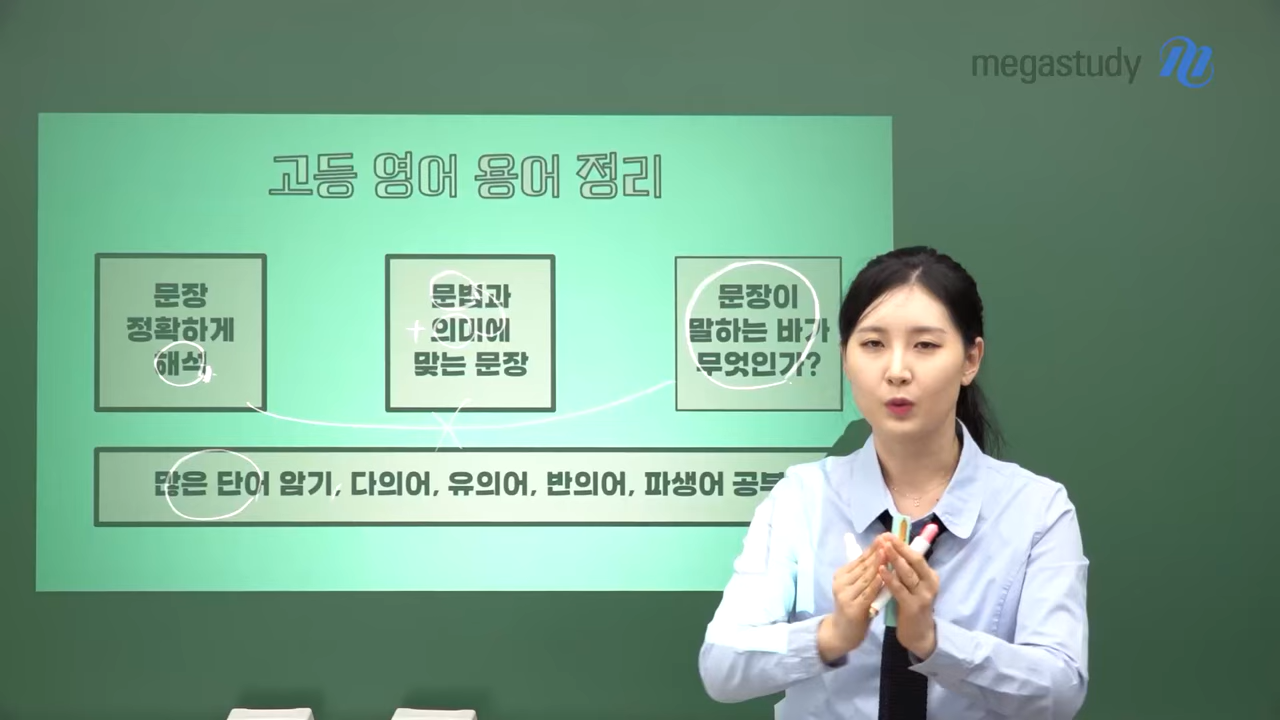 megastudy
고등 영어 용어 정리
문장
정확하게
해석
문법과
의미에
맞는 문장
문장이
말하는 바가
무엇인가?
많은 단어 암기, 다의어, 유의어, 반의어, 파생어 공부